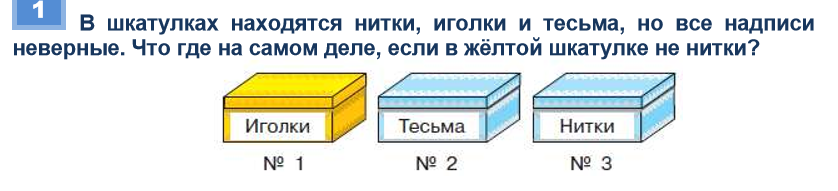 1 В шкатулках находятся нитки, иголки и тесьма, но все надписи
неверные. Что где на самом деле, если в жёлтой шкатулке не нитки?
Иголки Тесьма Нитки
№ 1 № 2 № 3